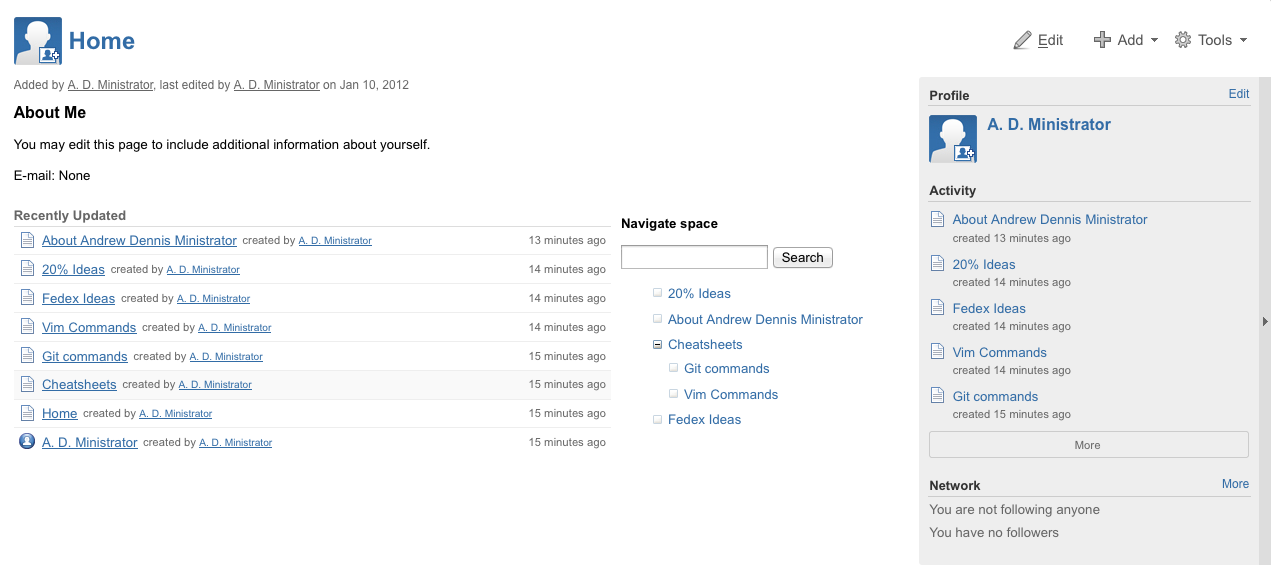 Home
Edit Add Tools
Added by A. D. Ministrator, last edited by A. D. Ministrator on Jan 10, 2012
About Me
You may edit this page to include additional information about yourself.
E-mail: None
Recently Updated
About Andrew Dennis Ministrator created by A. D. Ministrator 13 minutes ago
20% Ideas created by A. D. Ministrator 14 minutes ago
Fedex Ideas created by A. D. Ministrator 14 minutes ago
Vim Commands created by A. D. Ministrator 14 minutes ago
Git commands created by A. D. Ministrator 15 minutes ago
Cheatsheets created by A. D. Ministrator 15 minutes ago
Home created by A. D. Ministrator 15 minutes ago
A. D. Ministrator created by A. D. Ministrator 15 minutes ago
Navigate space
Search
20% Ideas
About Andrew Dennis Ministrator
Cheatsheets
Git commands
Vim Commands
Fedex Ideas
Profile Edit
A. D. Ministrator
Activity
About Andrew Dennis Ministrator
created 13 minutes ago
20% Ideas
created 14 minutes ago
Fedex Ideas
created 14 minutes ago
Vim Commands
created 14 minutes ago
Git commands
created 15 minutes ago
More
Network More
You are not following anyone
You have no followers